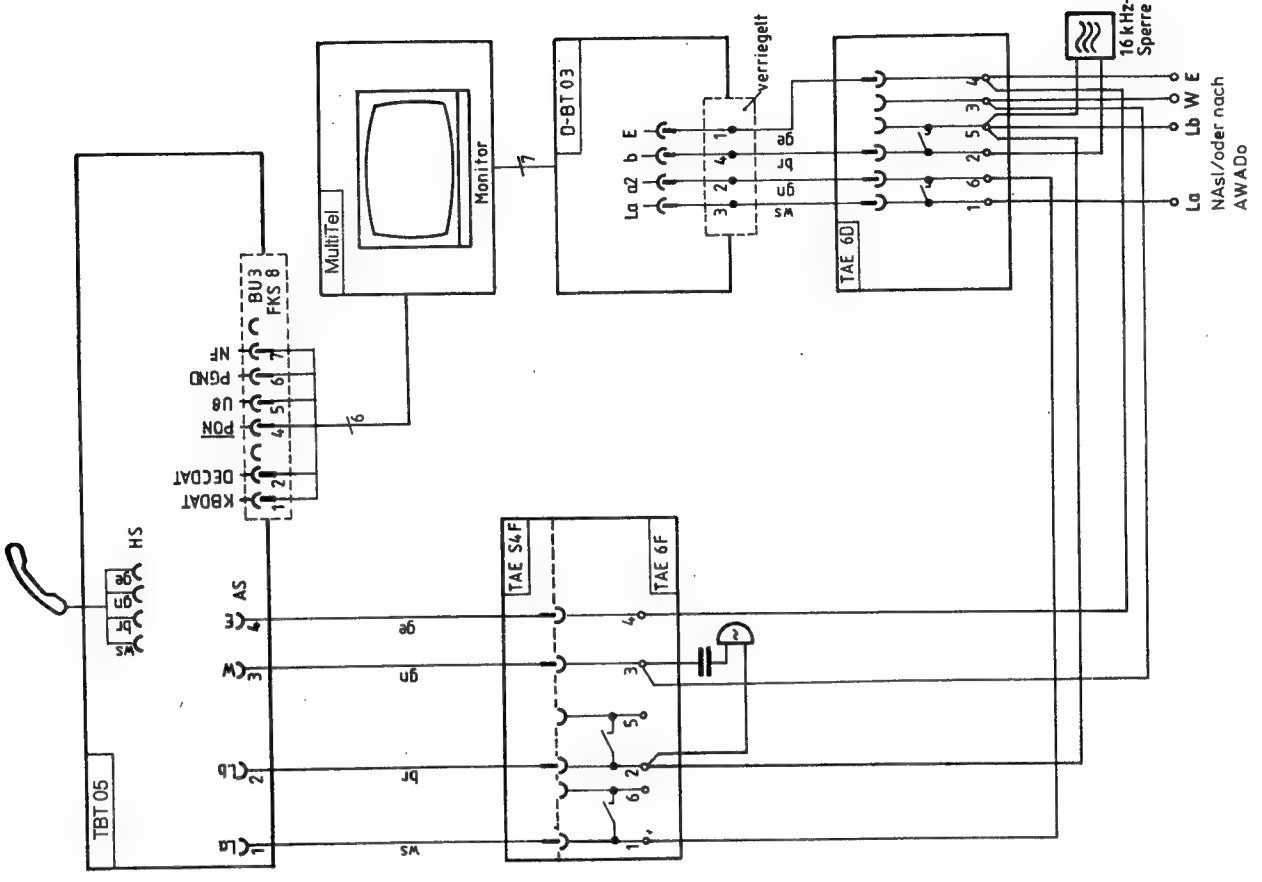 TBT 05
ws
br
gn
ge
HS
La
Lb
W
E
AS
1
2
3
4
KBDAT
DECDAT
PON
U8
PGND
NF
1
2
4
5
6
7
BU3
FKS 8
6
MultiTel
Monitor
7
D-BT 03
La
a2
b
E
3
2
4
1
verriegelt
ws
gn
br
ge
TAE 6D
1
6
2
5
3
4
16 kHz-
Sperre
La
Lb
W
E
NAsl/oder nach
AWADo
ws
br
gn
ge
TAE S4F
TAE 6F
1
6
2
5
3
4
~